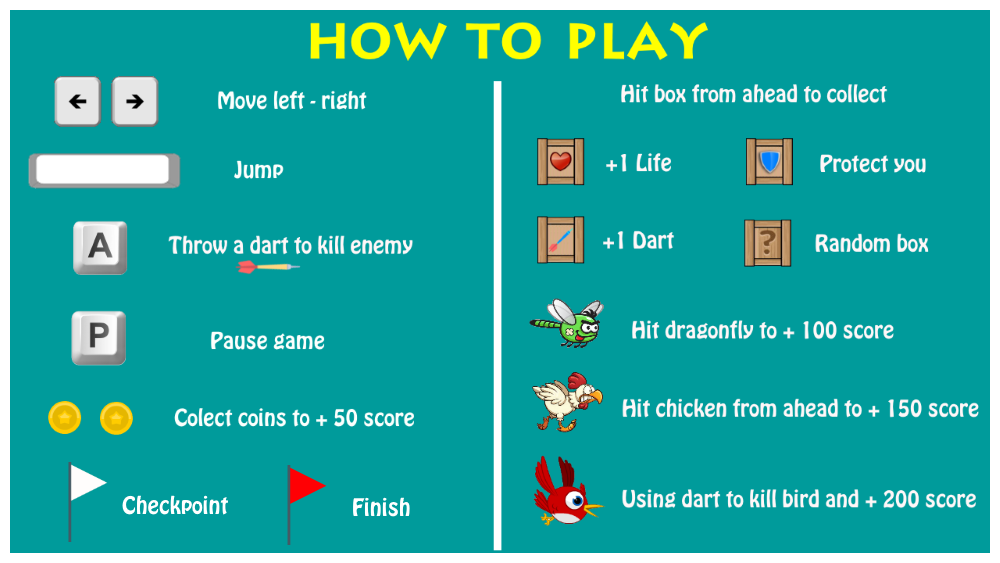 HOW TO PLAY
Move left - right
Jump
A
Throw a dart to kill enemy
P
Pause game
Colect coins to + 50 score
Checkpoint
Finish
Hit box from ahead to collect
+1 Life
Protect you
+1 Dart
?
Random box
Hit dragonfly to + 100 score
Hit chicken from ahead to + 150 score
Using dart to kill bird and + 200 score